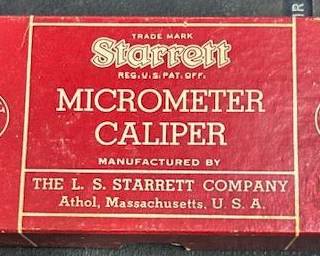 TRADE MARK
Starrett
REG. U.S. PAT. OFF.
MICROMETER
CALIPER
MANUFACTURED BY
THE L. S. STARRETT COMPANY
Athol, Massachusetts, U. S. A.